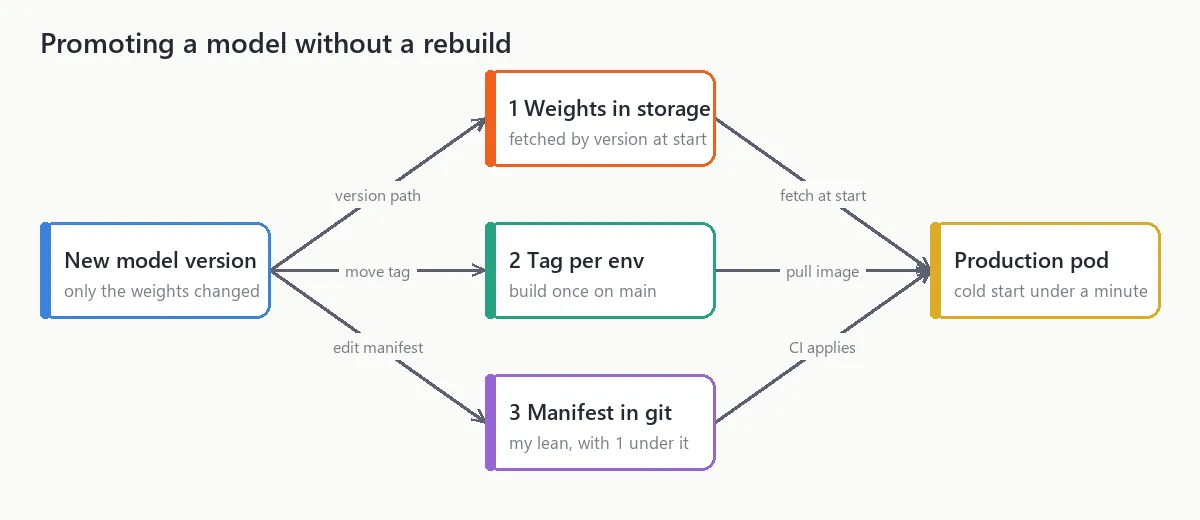 Promoting a model without a rebuild
1 Weights in storage
fetched by version at start
version path
fetch at start
New model version
only the weights changed
move tag
2 Tag per env
build once on main
pull image
Production pod
cold start under a minute
edit manifest
CI applies
3 Manifest in git
my lean, with 1 under it